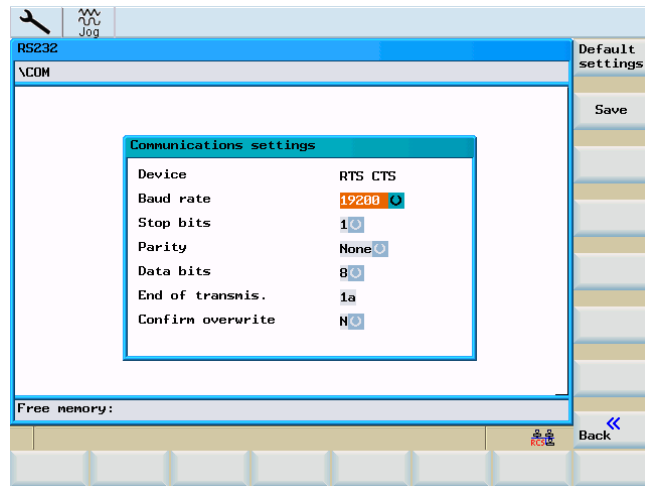 Jog
RS232
Default
settings
\COM
Save
Communications settings
Device RTS CTS
Baud rate 19200
Stop bits 1
Parity None
Data bits 8
End of transmis. 1a
Confirm overwrite N
Free memory:
RCS
Back